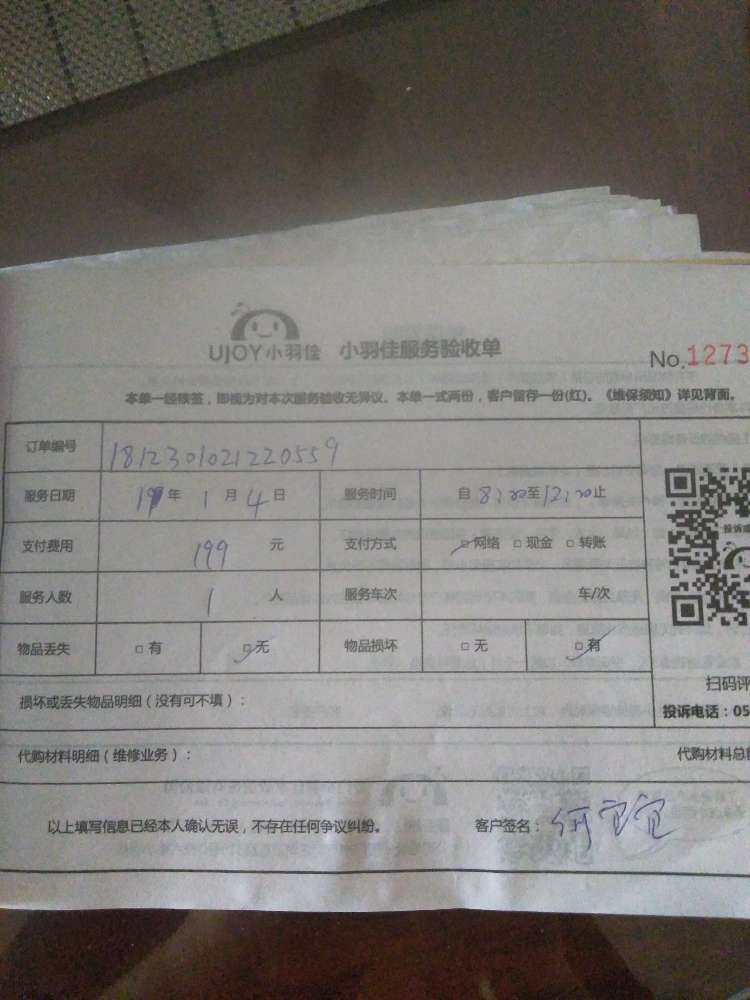 UJOY小羽佳 小羽佳服务验收单
No.1273
本单一经核签，即视为对本次服务验收无异议。本单一式两份，客户留存一份(红)。《维保须知》详见背面。
订单编号 1812301021220559
服务日期 19年1月4日 服务时间 自8:00至12:00止
支付费用 199元 支付方式 □网络 □现金 □转账
服务人数 1人 服务车次 车/次
物品丢失 □有 □无 物品损坏 □无 □有
损坏或丢失物品明细（没有可不填）：
扫码评
投诉电话：05
代购材料明细（维修业务）： 代购材料总
以上填写信息已经本人确认无误，不存在任何争议纠纷。 客户签名：何宜宜